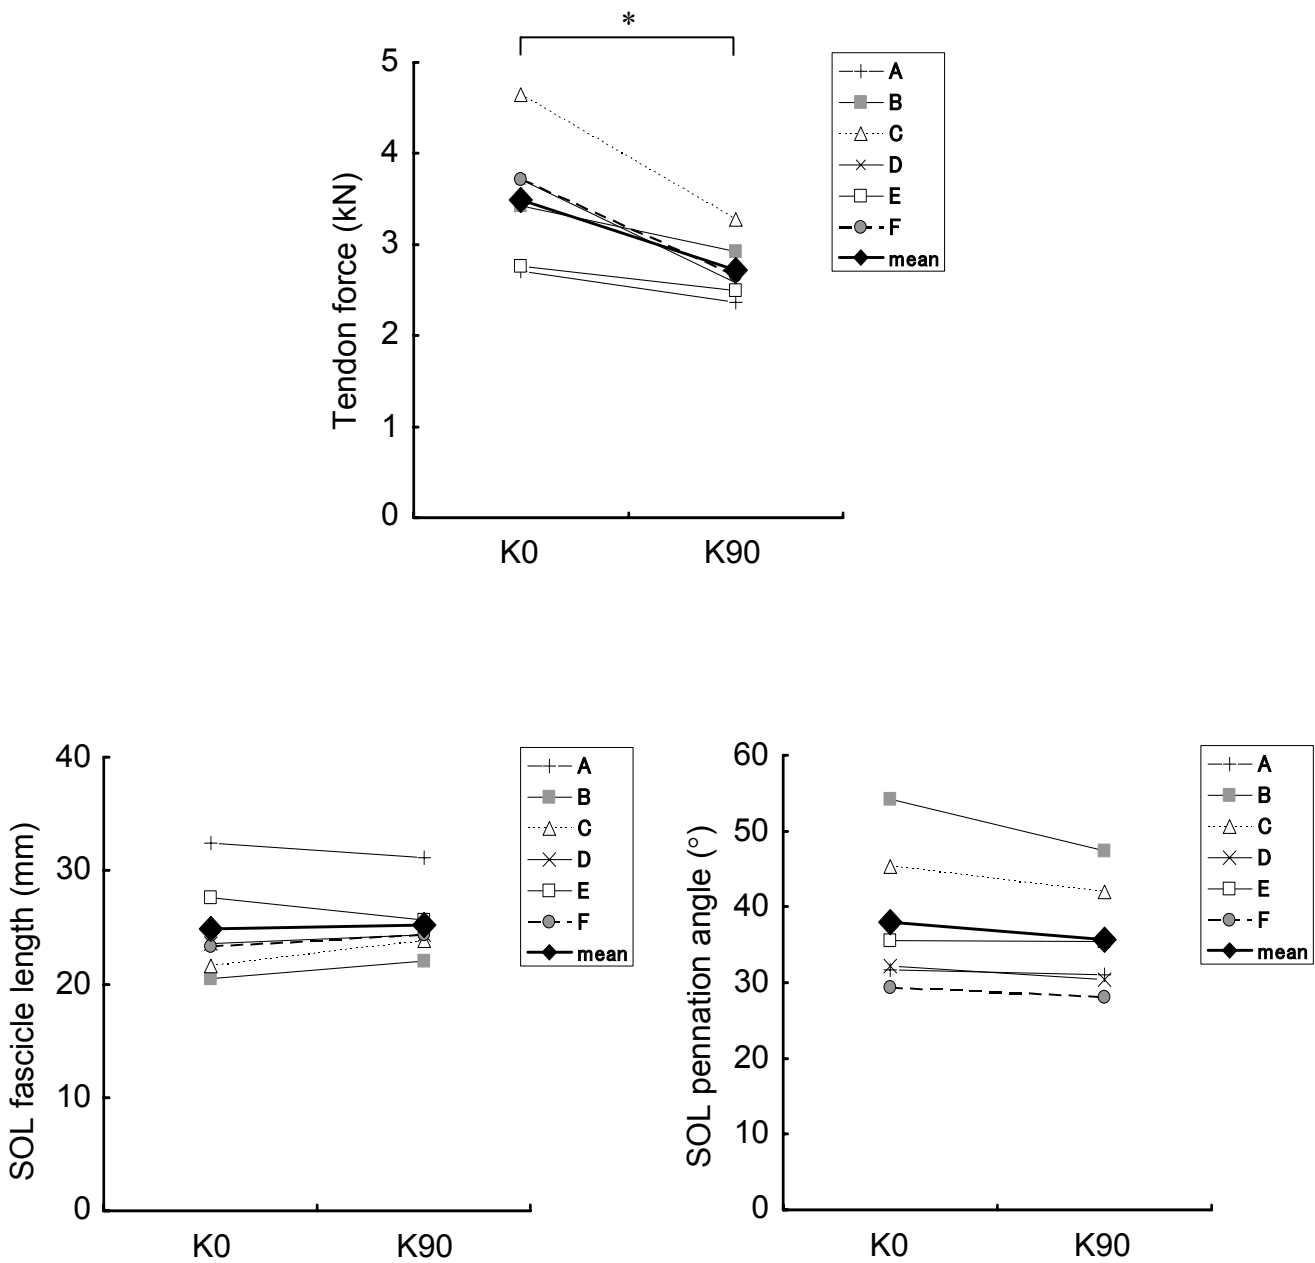 *
Tendon force (kN)
5
4
3
2
1
0
K0 K90
A
B
C
D
E
F
mean
SOL fascicle length (mm)
40
30
20
10
0
K0 K90
A
B
C
D
E
F
mean
SOL pennation angle (°)
60
50
40
30
20
10
0
K0 K90
A
B
C
D
E
F
mean